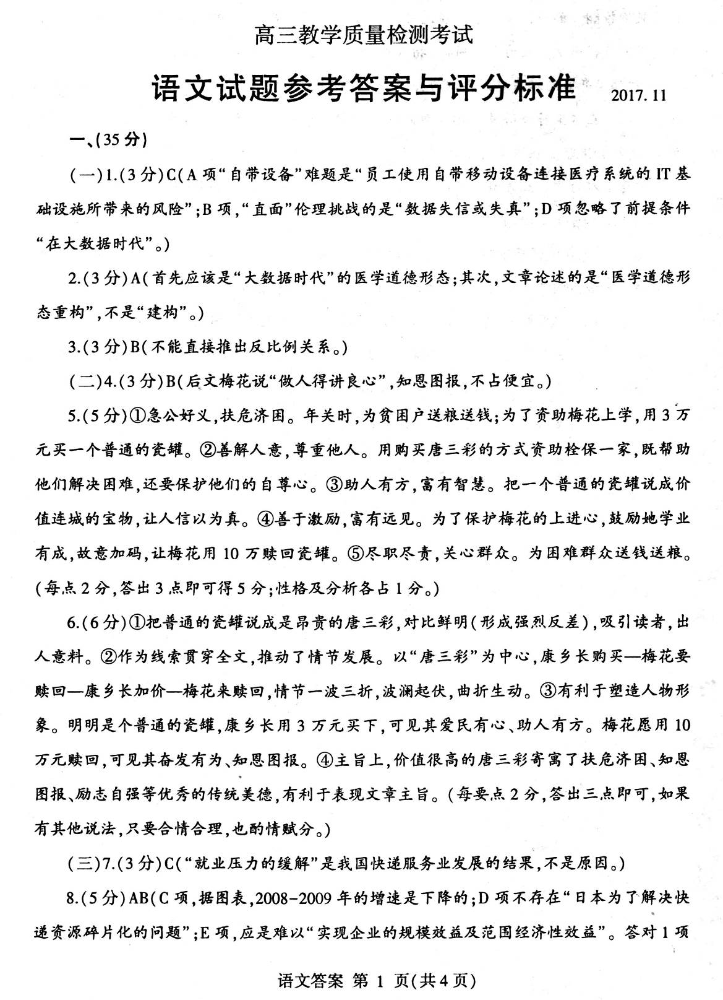 高三教学质量检测考试
语文试题参考答案与评分标准 2017.11
一、(35分)
(一)1.(3分)C(A项“自带设备”难题是“员工使用自带移动设备连接医疗系统的IT基
础设施所带来的风险”;B项,“直面”伦理挑战的是“数据失信或失真”;D项忽略了前提条件
“在大数据时代”。)
2.(3分)A(首先应该是“大数据时代”的医学道德形态;其次,文章论述的是“医学道德形
态重构”,不是“建构”。)
3.(3分)B(不能直接推出反比例关系。)
(二)4.(3分)B(后文梅花说“做人得讲良心”,知恩图报,不占便宜。)
5.(5分)①急公好义,扶危济困。年关时,为贫困户送粮送钱;为了资助梅花上学,用3万
元买一个普通的瓷罐。②善解人意,尊重他人。用购买唐三彩的方式资助栓保一家,既帮助
他们解决困难,还要保护他们的自尊心。③助人有方,富有智慧。把一个普通的瓷罐说成价
值连城的宝物,让人信以为真。④善于激励,富有远见。为了保护梅花的上进心,鼓励她学业
有成,故意加码,让梅花用10万赎回瓷罐。⑤尽职尽责,关心群众。为困难群众送钱送粮。
(每点2分,答出3点即可得5分;性格及分析各占1分。)
6.(6分)①把普通的瓷罐说成是昂贵的唐三彩,对比鲜明(形成强烈反差),吸引读者,出
人意料。②作为线索贯穿全文,推动了情节发展。以“唐三彩”为中心,康乡长购买—梅花要
赎回—康乡长加价—梅花来赎回,情节一波三折,波澜起伏,曲折生动。③有利于塑造人物形
象。明明是个普通的瓷罐,康乡长用3万元买下,可见其爱民有心、助人有方。梅花愿用10
万元赎回,可见其奋发有为、知恩图报。④主旨上,价值很高的唐三彩寄寓了扶危济困、知恩
图报、励志自强等优秀的传统美德,有利于表现文章主旨。(每要点2分,答出三点即可,如果
有其他说法,只要合情合理,也酌情赋分。)
(三)7.(3分)C(“就业压力的缓解”是我国快递服务业发展的结果,不是原因。)
8.(5分)AB(C项,据图表,2008-2009年的增速是下降的;D项不存在“日本为了解决快
递资源碎片化的问题”;E项,应是难以“实现企业的规模效益及范围经济性效益”。答对1项
语文答案 第 1 页(共4页)